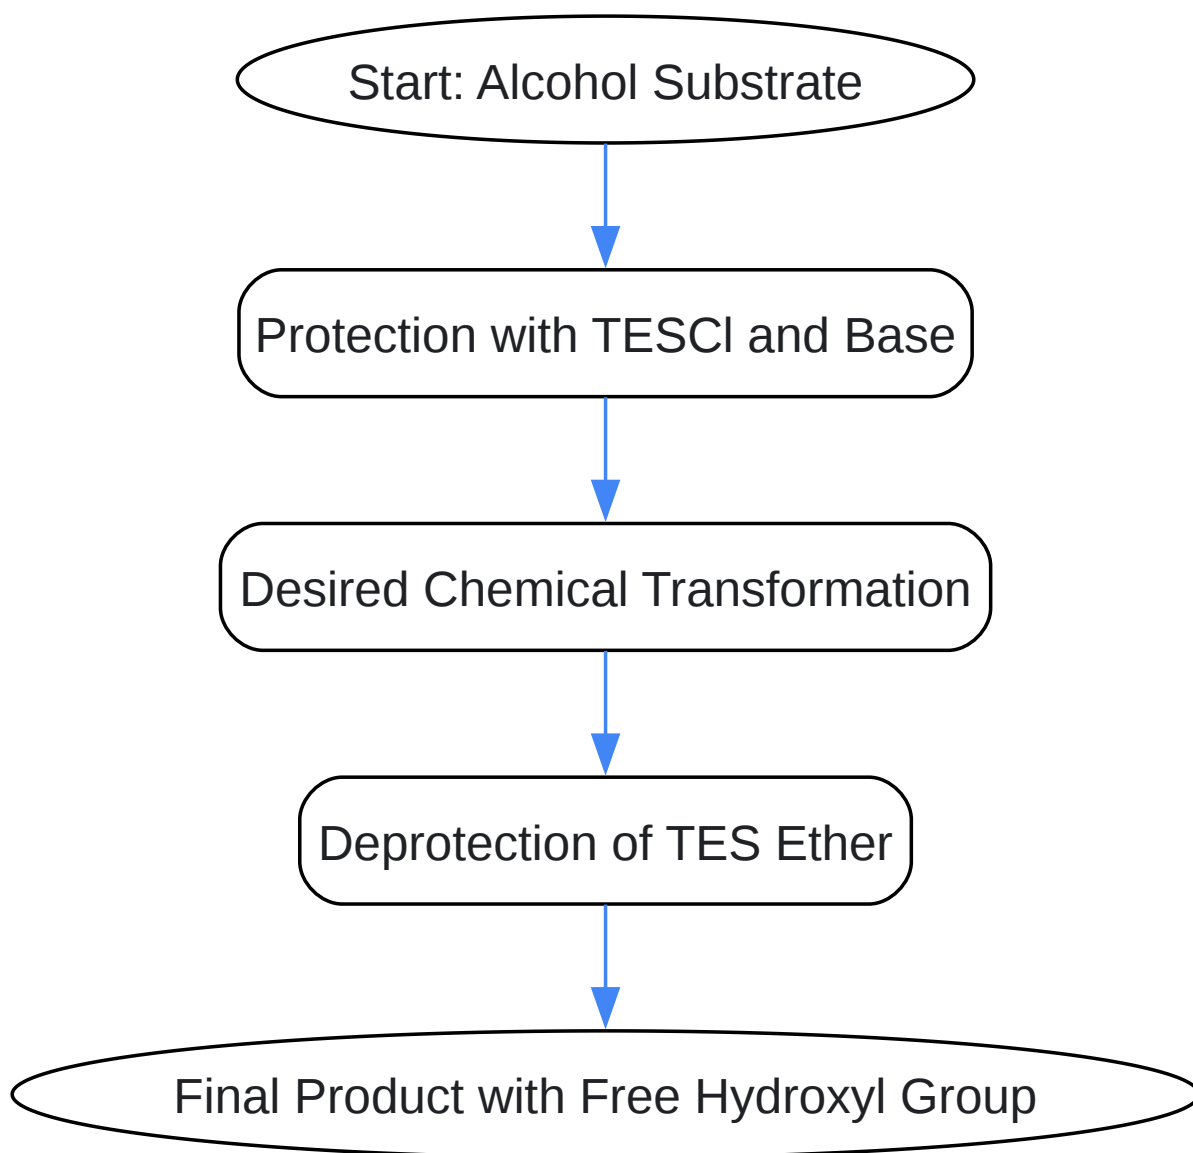 Start: Alcohol Substrate
Protection with TESCl and Base
Desired Chemical Transformation
Deprotection of TES Ether
Final Product with Free Hydroxyl Group